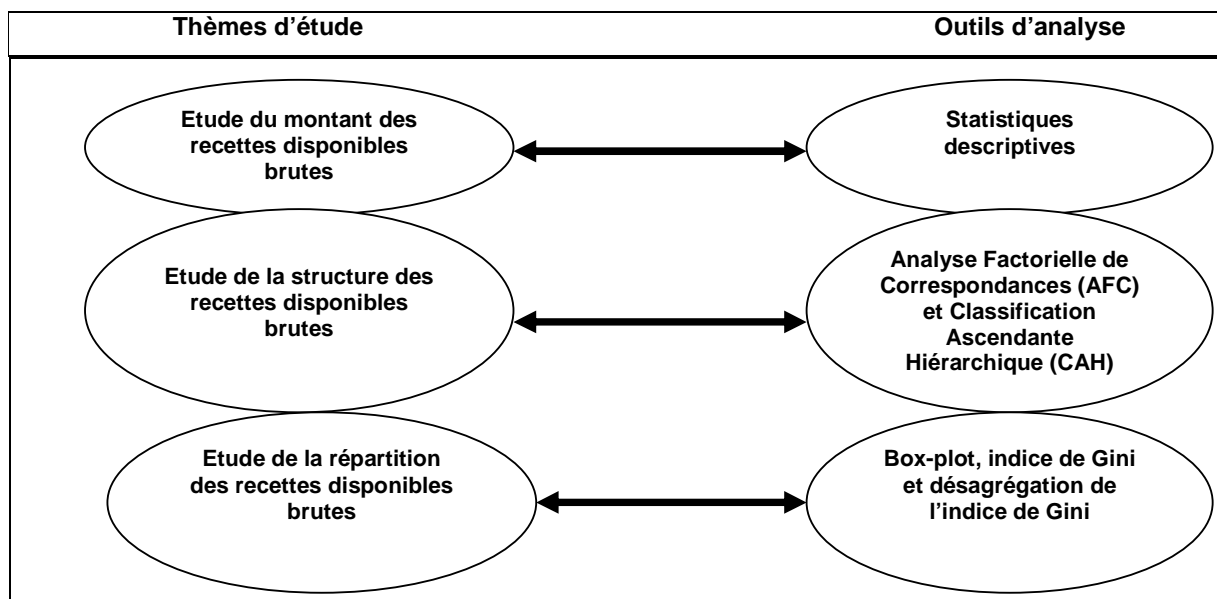 Thèmes d’étude
Outils d’analyse
Etude du montant des
recettes disponibles
brutes
Statistiques
descriptives
Etude de la structure des
recettes disponibles
brutes
Analyse Factorielle de
Correspondances (AFC)
et Classification
Ascendante
Hiérarchique (CAH)
Etude de la répartition
des recettes disponibles
brutes
Box-plot, indice de Gini
et désagrégation de
l’indice de Gini